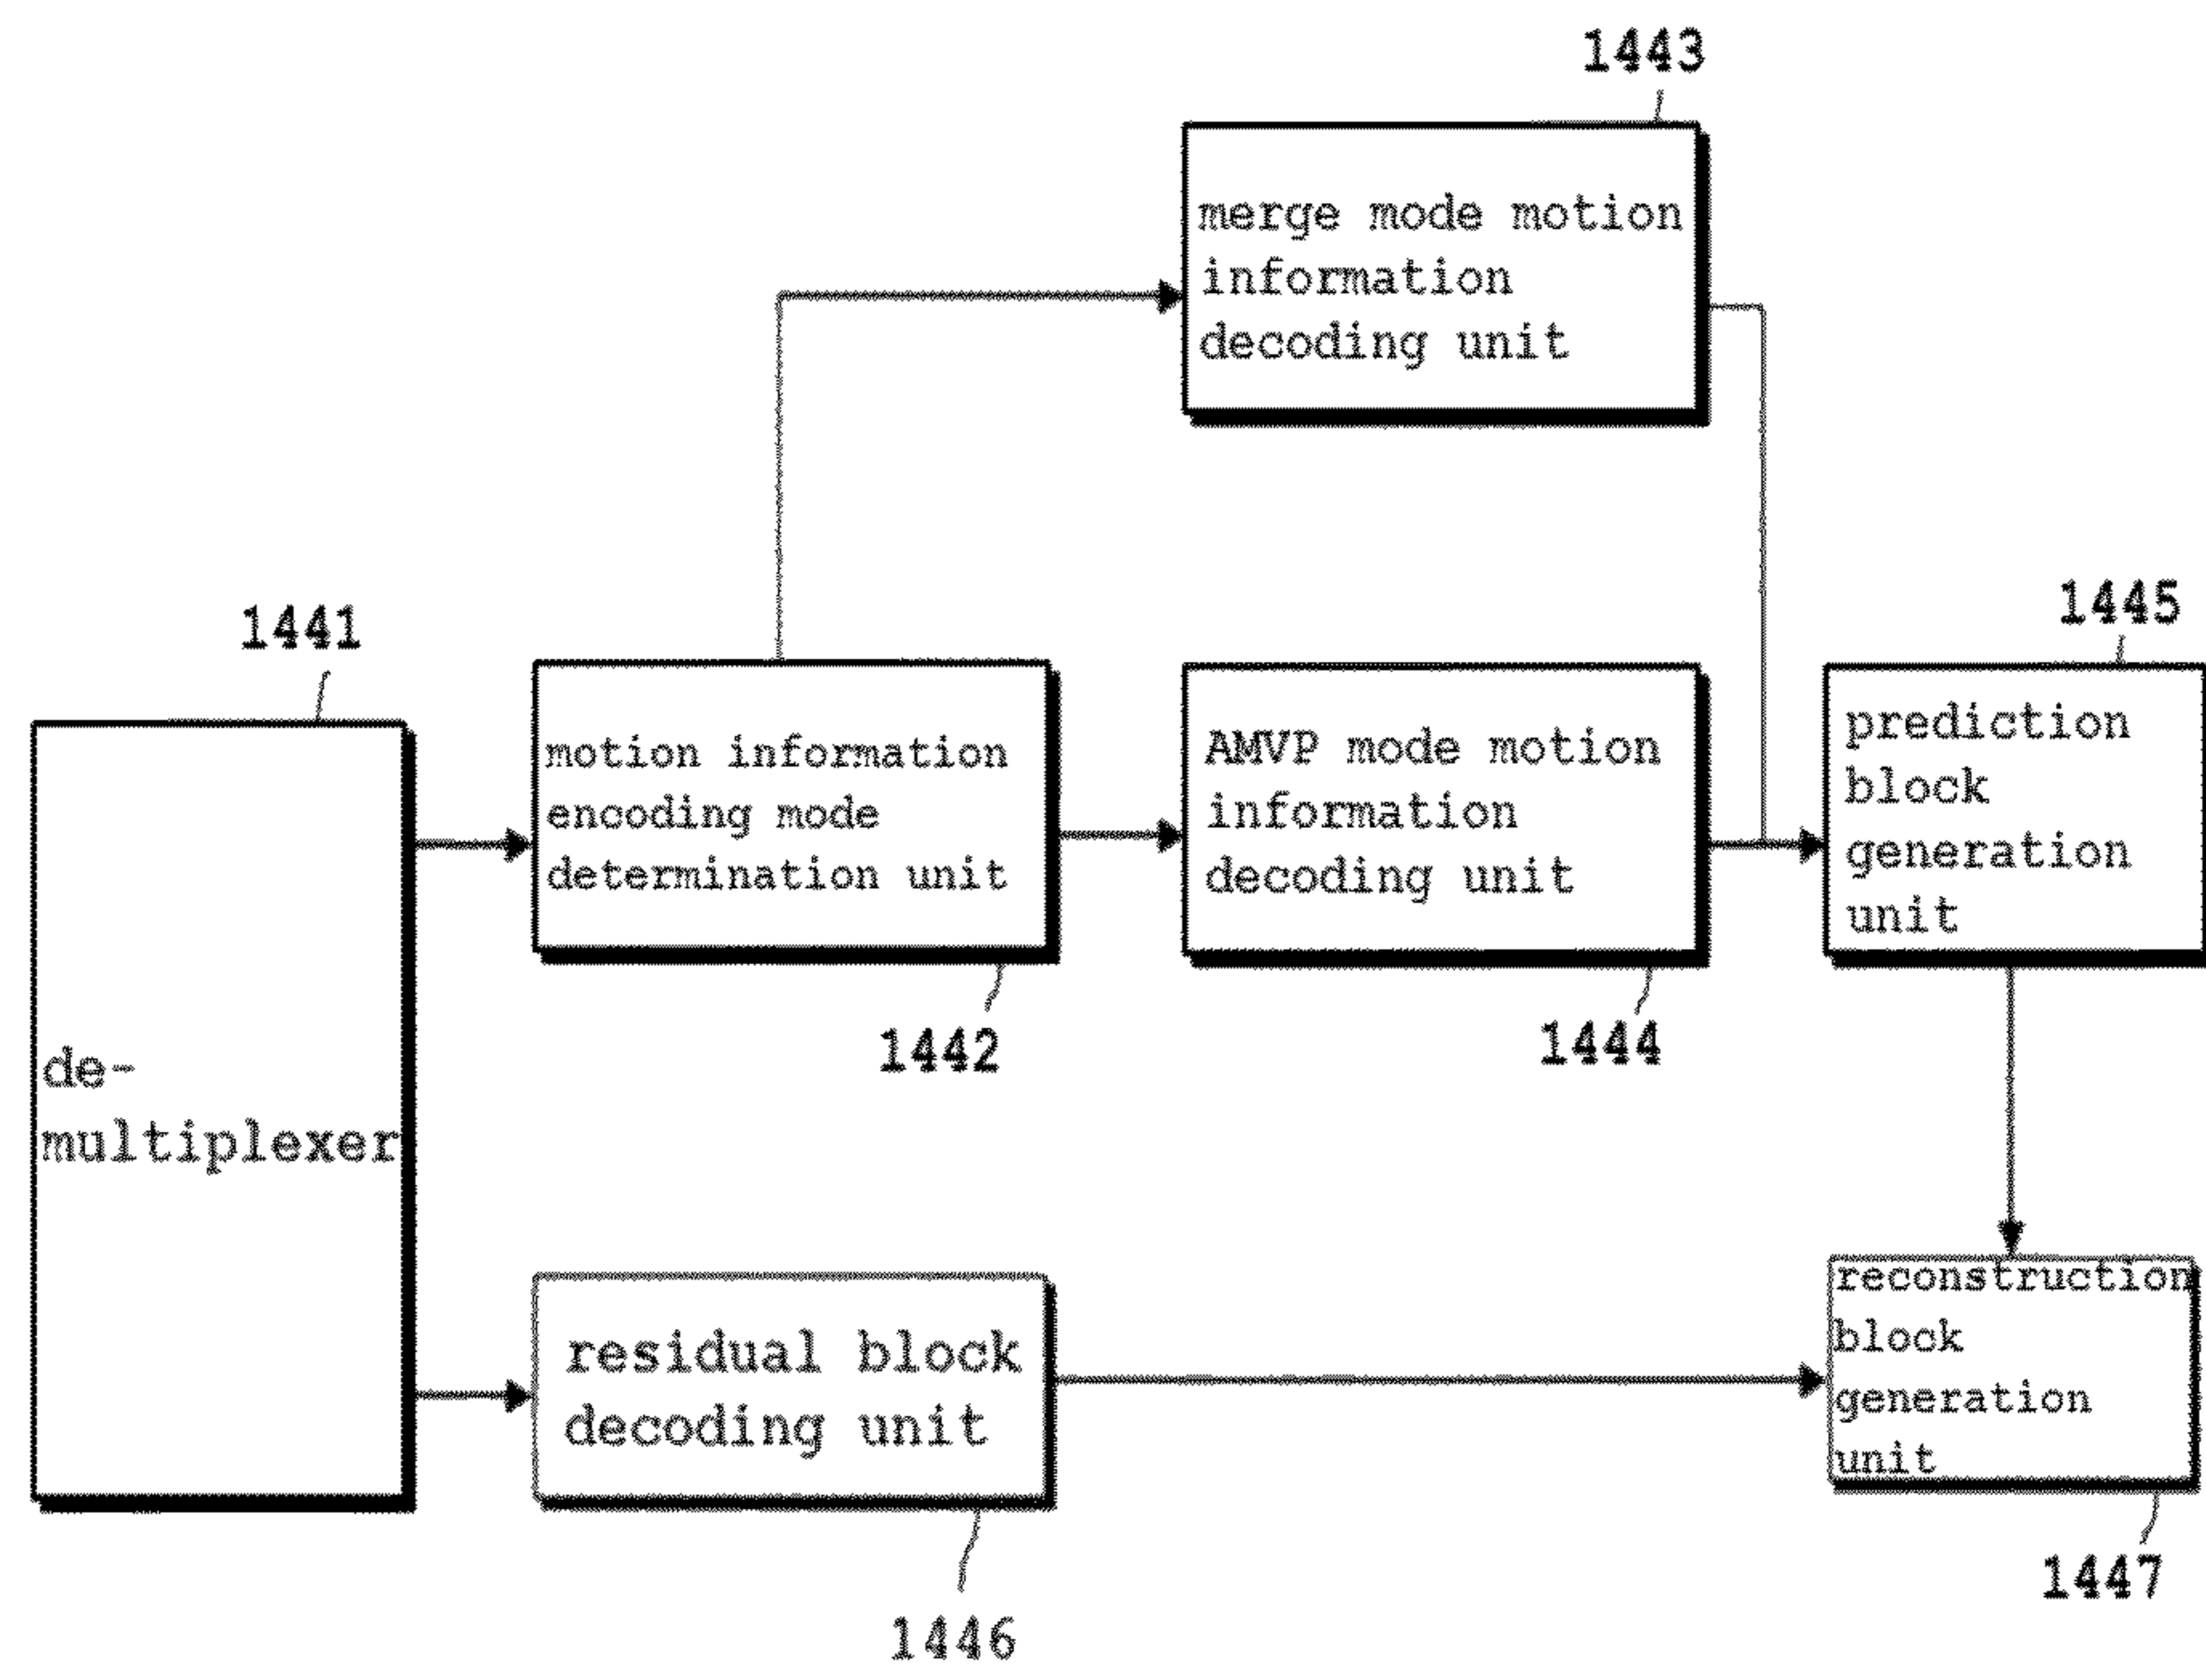 1443
merge mode motion
information
decoding unit
1441
de-
multiplexer
motion information
encoding mode
determination unit
1442
AMVP mode motion
information
decoding unit
1444
1445
prediction
block
generation
unit
residual block
decoding unit
1446
reconstruction
block
generation
unit
1447